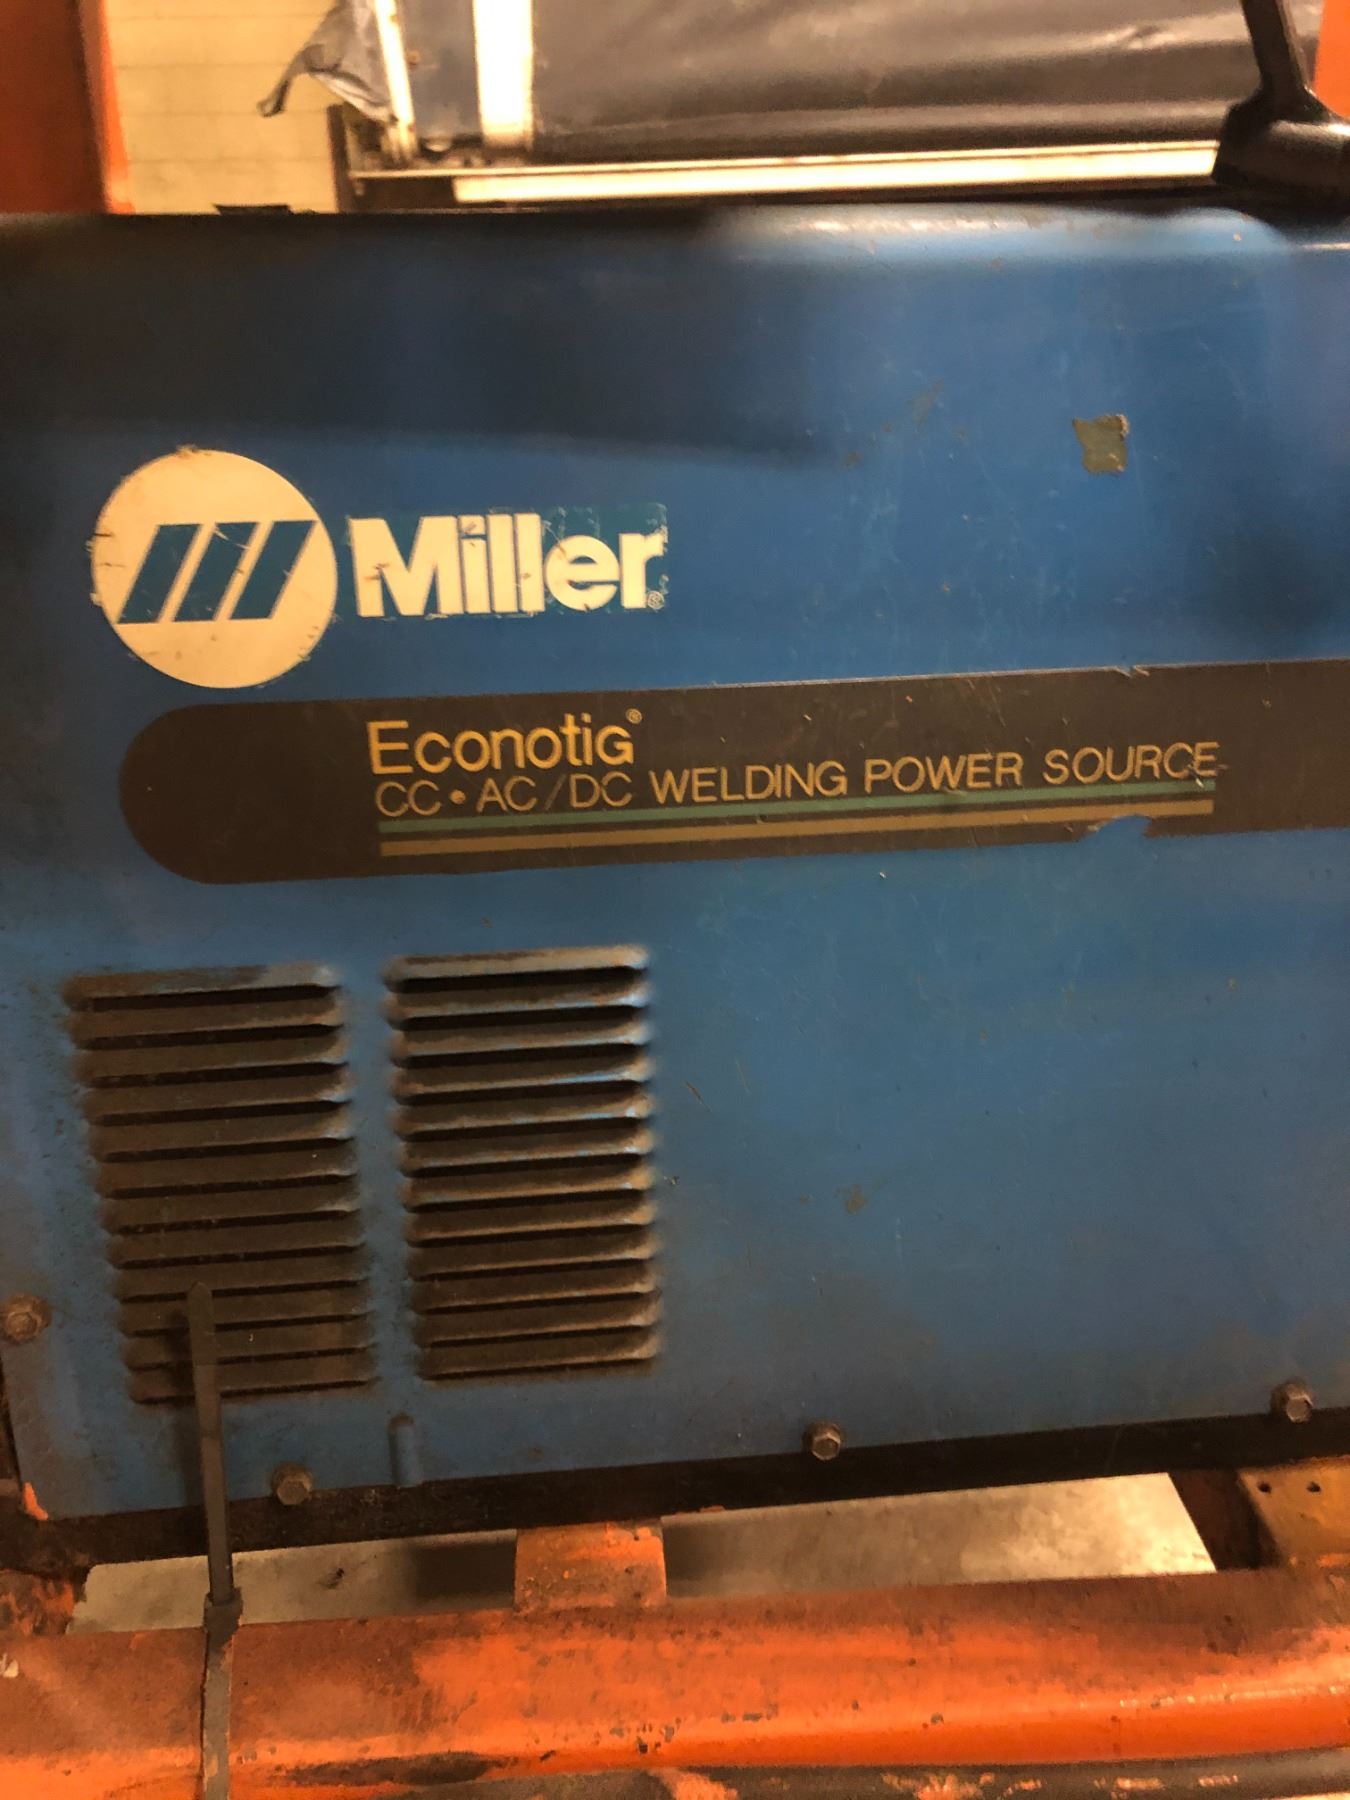 Miller®
Econotig®
CC • AC/DC WELDING POWER SOURCE